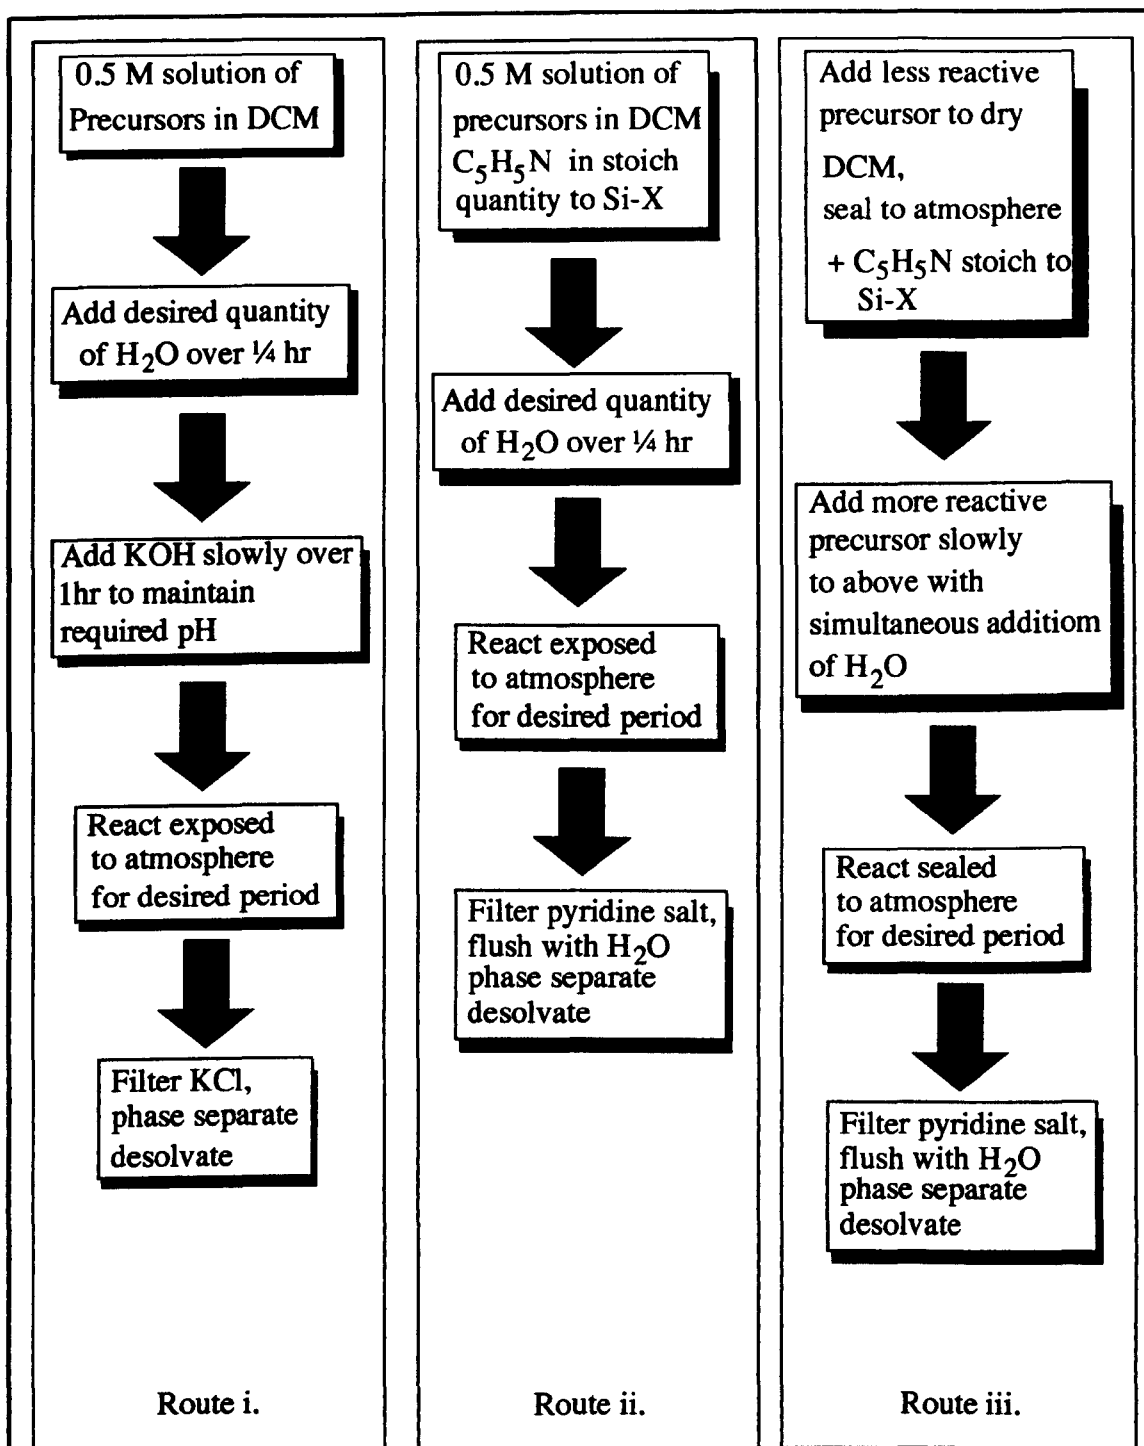 0.5 M solution of
Precursors in DCM
Add desired quantity
of H₂O over ¼ hr
Add KOH slowly over
1hr to maintain
required pH
React exposed
to atmosphere
for desired period
Filter KCl,
phase separate
desolvate
Route i.
0.5 M solution of
precursors in DCM
C₅H₅N in stoich
quantity to Si-X
Add desired quantity
of H₂O over ¼ hr
React exposed
to atmosphere
for desired period
Filter pyridine salt,
flush with H₂O
phase separate
desolvate
Route ii.
Add less reactive
precursor to dry
DCM,
seal to atmosphere
+ C₅H₅N stoich to
Si-X
Add more reactive
precursor slowly
to above with
simultaneous additiom
of H₂O
React sealed
to atmosphere
for desired period
Filter pyridine salt,
flush with H₂O
phase separate
desolvate
Route iii.